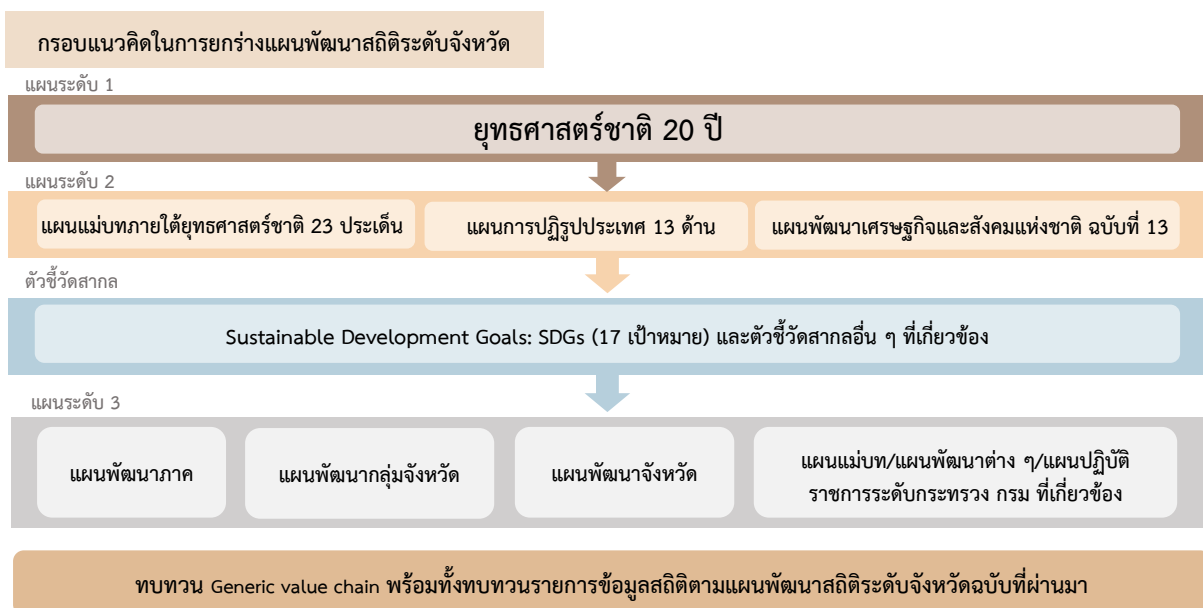 กรอบแนวคิดในการยกร่างแผนพัฒนาสถิติระดับจังหวัด
แผนระดับ 1
ยุทธศาสตร์ชาติ 20 ปี
แผนระดับ 2
แผนแม่บทภายใต้ยุทธศาสตร์ชาติ 23 ประเด็น
แผนการปฏิรูปประเทศ 13 ด้าน
แผนพัฒนาเศรษฐกิจและสังคมแห่งชาติ ฉบับที่ 13
ตัวชี้วัดสากล
Sustainable Development Goals: SDGs (17 เป้าหมาย) และตัวชี้วัดสากลอื่น ๆ ที่เกี่ยวข้อง
แผนระดับ 3
แผนพัฒนาภาค
แผนพัฒนากลุ่มจังหวัด
แผนพัฒนาจังหวัด
แผนแม่บท/แผนพัฒนาต่าง ๆ/แผนปฏิบัติ
ราชการระดับกระทรวง กรม ที่เกี่ยวข้อง
ทบทวน Generic value chain พร้อมทั้งทบทวนรายการข้อมูลสถิติตามแผนพัฒนาสถิติระดับจังหวัดฉบับที่ผ่านมา